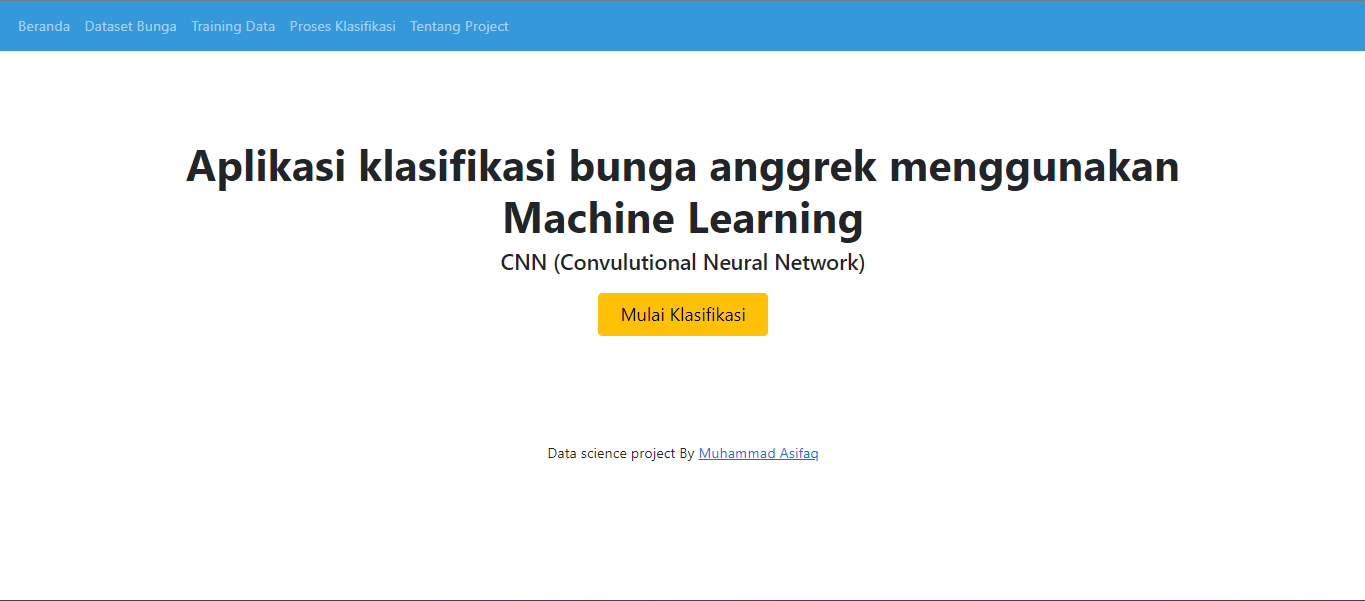 Beranda Dataset Bunga Training Data Proses Klasifikasi Tentang Project
Aplikasi klasifikasi bunga anggrek menggunakan
Machine Learning
CNN (Convulutional Neural Network)
Mulai Klasifikasi
Data science project By Muhammad Asifaq